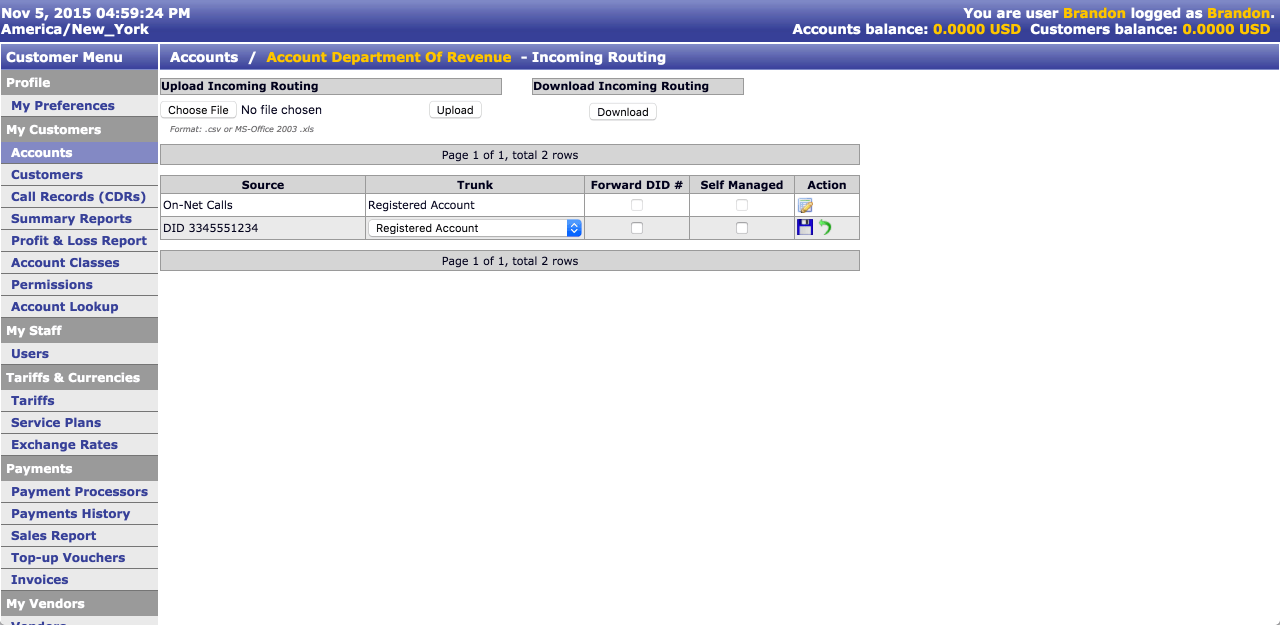 Nov 5, 2015 04:59:24 PM
America/New_York
You are user Brandon logged as Brandon.
Accounts balance: 0.0000 USD Customers balance: 0.0000 USD
Customer Menu
Profile
My Preferences
My Customers
Accounts
Customers
Call Records (CDRs)
Summary Reports
Profit & Loss Report
Account Classes
Permissions
Account Lookup
My Staff
Users
Tariffs & Currencies
Tariffs
Service Plans
Exchange Rates
Payments
Payment Processors
Payments History
Sales Report
Top-up Vouchers
Invoices
My Vendors
Vendors
Accounts / Account Department Of Revenue - Incoming Routing
Upload Incoming Routing
Choose File No file chosen Upload
Format: .csv or MS-Office 2003 .xls
Download Incoming Routing
Download
Page 1 of 1, total 2 rows
Source Trunk Forward DID # Self Managed Action
On-Net Calls Registered Account
DID 3345551234 Registered Account
Page 1 of 1, total 2 rows